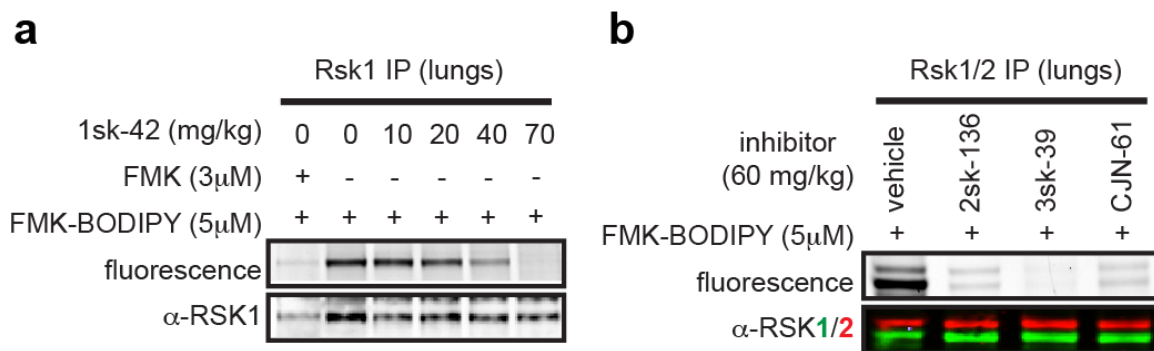 a
Rsk1 IP (lungs)
1sk-42 (mg/kg) 0 0 10 20 40 70
FMK (3μM) + - - - - -
FMK-BODIPY (5μM) + + + + + +
fluorescence
α-RSK1
b
Rsk1/2 IP (lungs)
inhibitor
(60 mg/kg)
vehicle
2sk-136
3sk-39
CJN-61
FMK-BODIPY (5μM) + + + +
fluorescence
α-RSK1/2